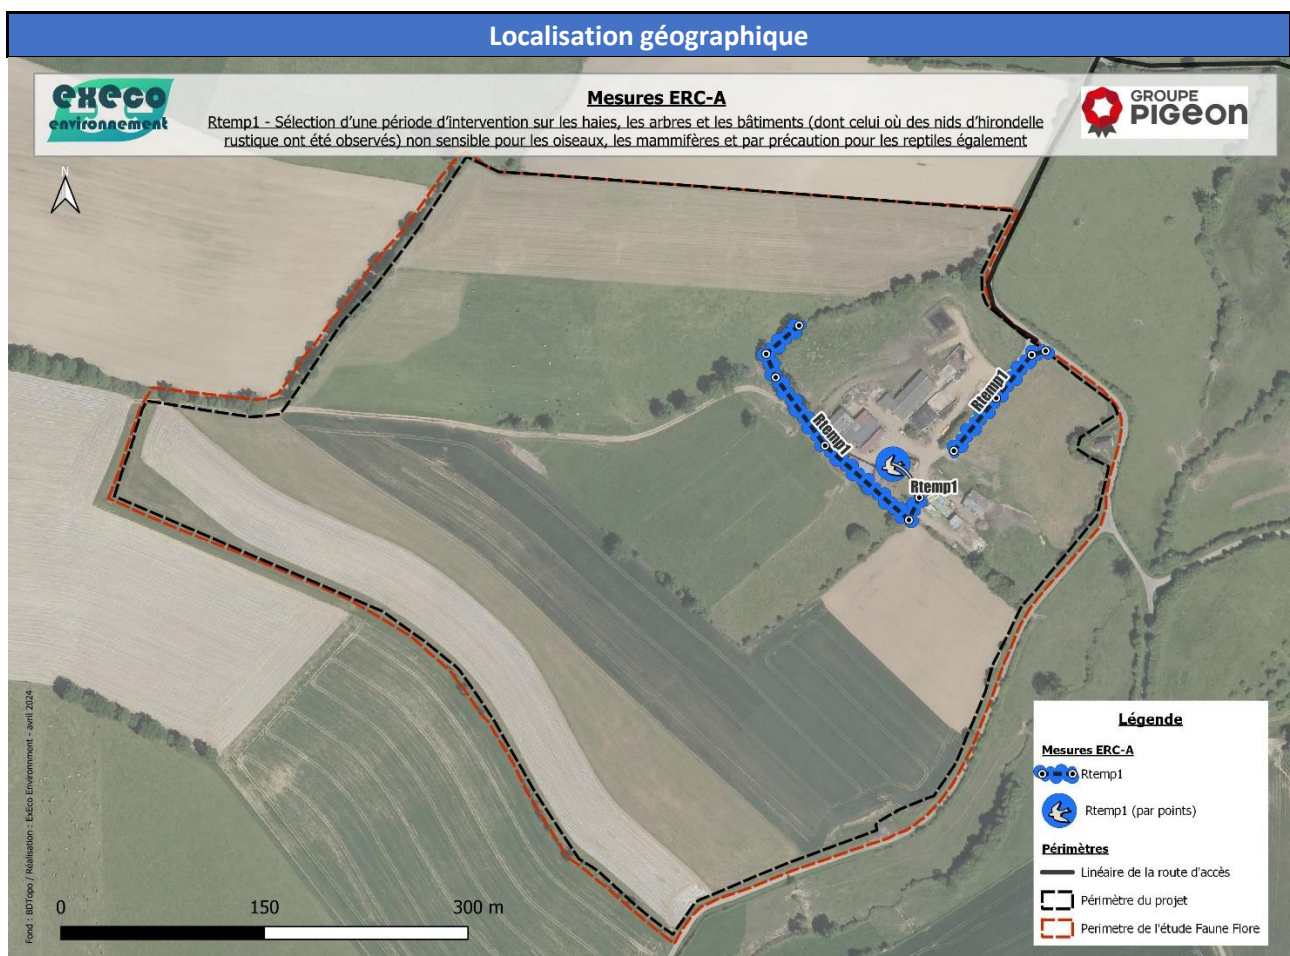 Localisation géographique
execo
environnement
Mesures ERC-A
Rtemp1 - Sélection d'une période d'intervention sur les haies, les arbres et les bâtiments (dont celui où des nids d'hirondelle
rustique ont été observés) non sensible pour les oiseaux, les mammifères et par précaution pour les reptiles également
GROUPE
PIGEON
N
Rtemp1
Rtemp1
Rtemp1
Légende
Mesures ERC-A
Rtemp1
Rtemp1 (par points)
Périmètres
Linéaire de la route d'accès
Périmètre du projet
Perimetre de l'étude Faune Flore
0 150 300 m
Fond : BDTopo / Réalisation : ExEco Environnment - avril 2024